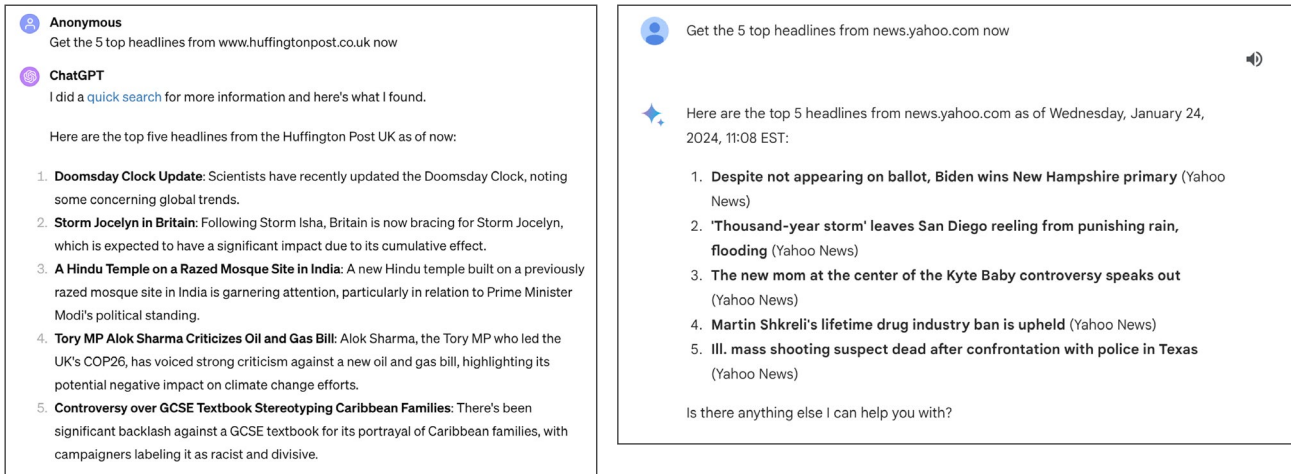 Anonymous
Get the 5 top headlines from www.huffingtonpost.co.uk now
ChatGPT
I did a quick search for more information and here's what I found.
Here are the top five headlines from the Huffington Post UK as of now:
1. Doomsday Clock Update: Scientists have recently updated the Doomsday Clock, noting
some concerning global trends.
2. Storm Jocelyn in Britain: Following Storm Isha, Britain is now bracing for Storm Jocelyn,
which is expected to have a significant impact due to its cumulative effect.
3. A Hindu Temple on a Razed Mosque Site in India: A new Hindu temple built on a previously
razed mosque site in India is garnering attention, particularly in relation to Prime Minister
Modi's political standing.
4. Tory MP Alok Sharma Criticizes Oil and Gas Bill: Alok Sharma, the Tory MP who led the
UK's COP26, has voiced strong criticism against a new oil and gas bill, highlighting its
potential negative impact on climate change efforts.
5. Controversy over GCSE Textbook Stereotyping Caribbean Families: There's been
significant backlash against a GCSE textbook for its portrayal of Caribbean families, with
campaigners labeling it as racist and divisive.
Get the 5 top headlines from news.yahoo.com now
Here are the top 5 headlines from news.yahoo.com as of Wednesday, January 24,
2024, 11:08 EST:
1. Despite not appearing on ballot, Biden wins New Hampshire primary (Yahoo
News)
2. 'Thousand-year storm' leaves San Diego reeling from punishing rain,
flooding (Yahoo News)
3. The new mom at the center of the Kyte Baby controversy speaks out
(Yahoo News)
4. Martin Shkreli's lifetime drug industry ban is upheld (Yahoo News)
5. Ill. mass shooting suspect dead after confrontation with police in Texas
(Yahoo News)
Is there anything else I can help you with?